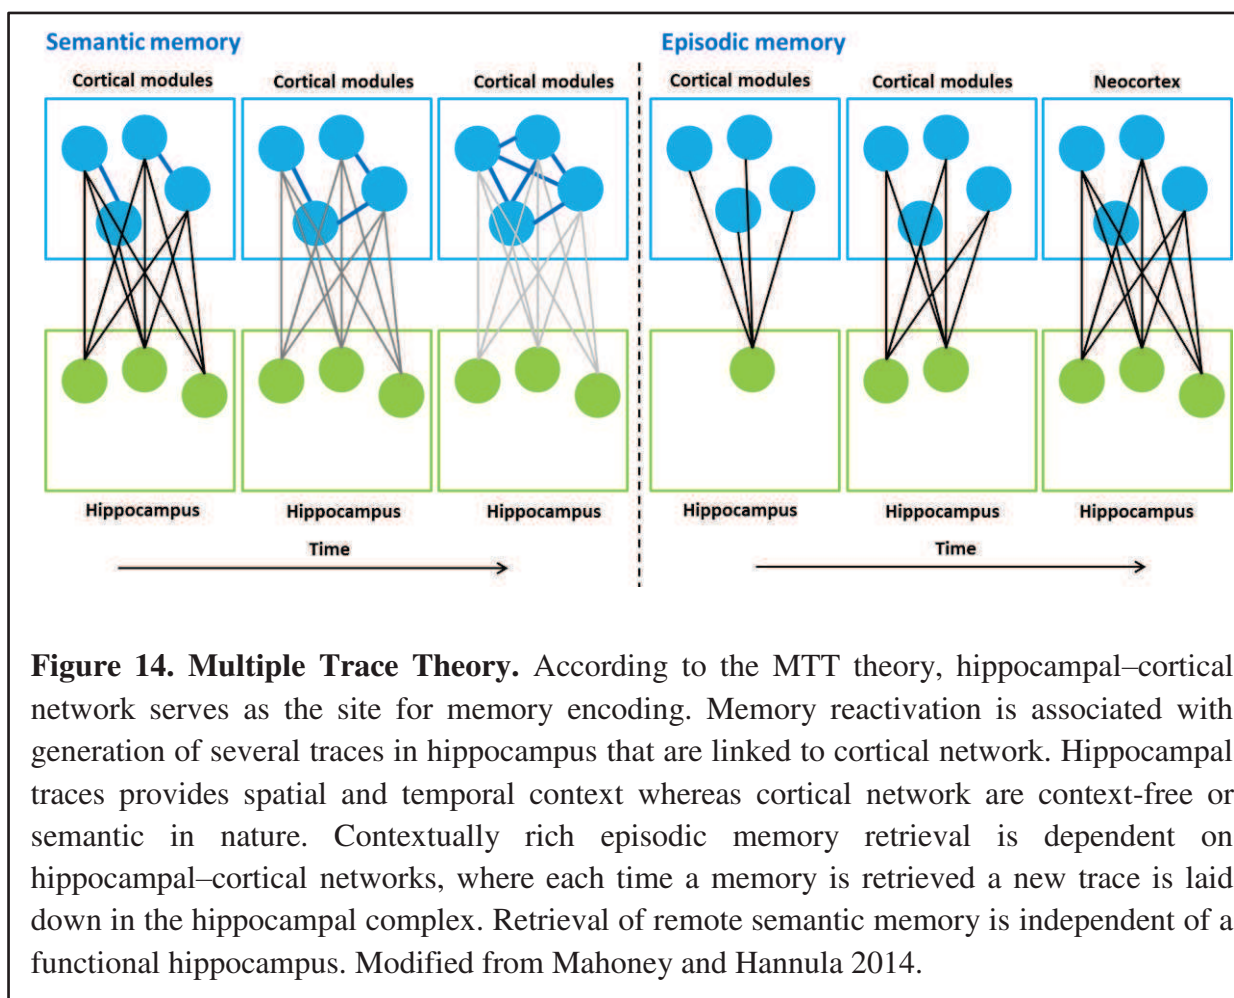 Semantic memory
Episodic memory
Cortical modules
Cortical modules
Cortical modules
Cortical modules
Cortical modules
Neocortex
Hippocampus
Hippocampus
Hippocampus
Hippocampus
Hippocampus
Hippocampus
Time
Time
Figure 14. Multiple Trace Theory. According to the MTT theory, hippocampal–cortical
network serves as the site for memory encoding. Memory reactivation is associated with
generation of several traces in hippocampus that are linked to cortical network. Hippocampal
traces provides spatial and temporal context whereas cortical network are context-free or
semantic in nature. Contextually rich episodic memory retrieval is dependent on
hippocampal–cortical networks, where each time a memory is retrieved a new trace is laid
down in the hippocampal complex. Retrieval of remote semantic memory is independent of a
functional hippocampus. Modified from Mahoney and Hannula 2014.